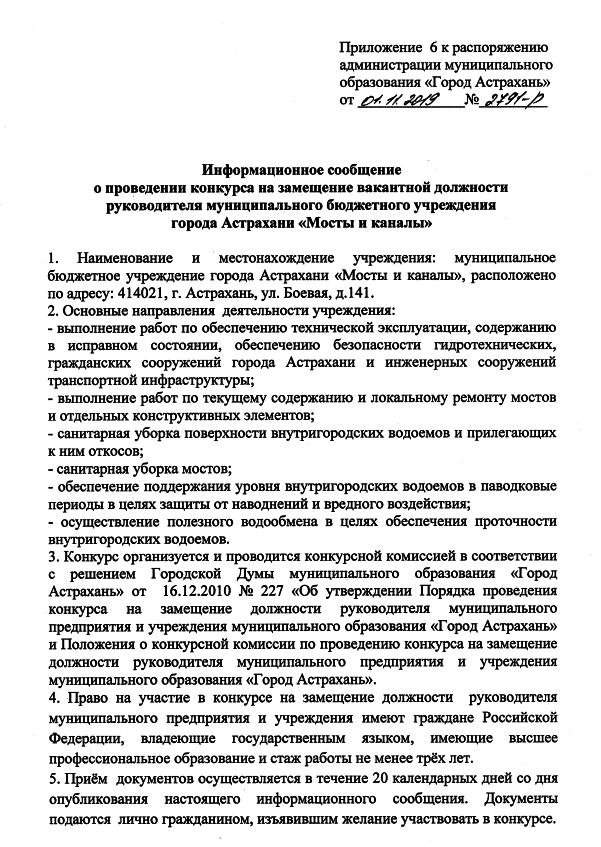 Приложение 6 к распоряжению
администрации муниципального
образования «Город Астрахань»
от 01.11.2019 № 2791-р
Информационное сообщение
о проведении конкурса на замещение вакантной должности
руководителя муниципального бюджетного учреждения
города Астрахани «Мосты и каналы»
1. Наименование и местонахождение учреждения: муниципальное
бюджетное учреждение города Астрахани «Мосты и каналы», расположено
по адресу: 414021, г. Астрахань, ул. Боевая, д.141.
2. Основные направления деятельности учреждения:
- выполнение работ по обеспечению технической эксплуатации, содержанию
в исправном состоянии, обеспечению безопасности гидротехнических,
гражданских сооружений города Астрахани и инженерных сооружений
транспортной инфраструктуры;
- выполнение работ по текущему содержанию и локальному ремонту мостов
и отдельных конструктивных элементов;
- санитарная уборка поверхности внутригородских водоемов и прилегающих
к ним откосов;
- санитарная уборка мостов;
- обеспечение поддержания уровня внутригородских водоемов в паводковые
периоды в целях защиты от наводнений и вредного воздействия;
- осуществление полезного водообмена в целях обеспечения проточности
внутригородских водоемов.
3. Конкурс организуется и проводится конкурсной комиссией в соответствии
с решением Городской Думы муниципального образования «Город
Астрахань» от 16.12.2010 № 227 «Об утверждении Порядка проведения
конкурса на замещение должности руководителя муниципального
предприятия и учреждения муниципального образования «Город Астрахань»
и Положения о конкурсной комиссии по проведению конкурса на замещение
должности руководителя муниципального предприятия и учреждения
муниципального образования «Город Астрахань».
4. Право на участие в конкурсе на замещение должности руководителя
муниципального предприятия и учреждения имеют граждане Российской
Федерации, владеющие государственным языком, имеющие высшее
профессиональное образование и стаж работы не менее трёх лет.
5. Приём документов осуществляется в течение 20 календарных дней со дня
опубликования настоящего информационного сообщения. Документы
подаются лично гражданином, изъявившим желание участвовать в конкурсе.